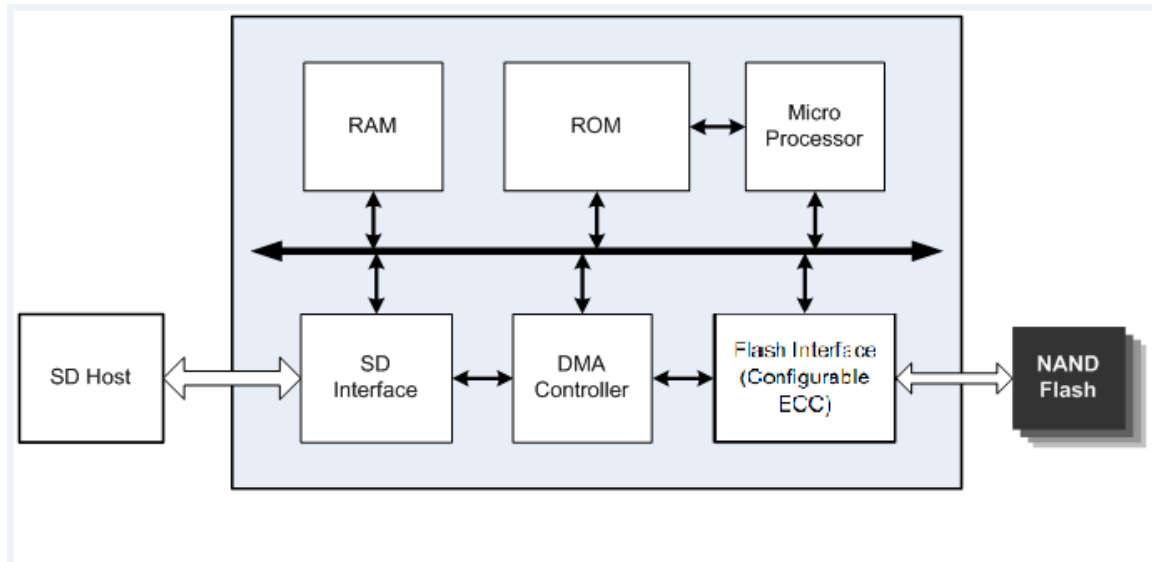 RAM
ROM
Micro
Processor
SD Host
SD
Interface
DMA
Controller
Flash Interface
(Configurable
ECC)
NAND
Flash